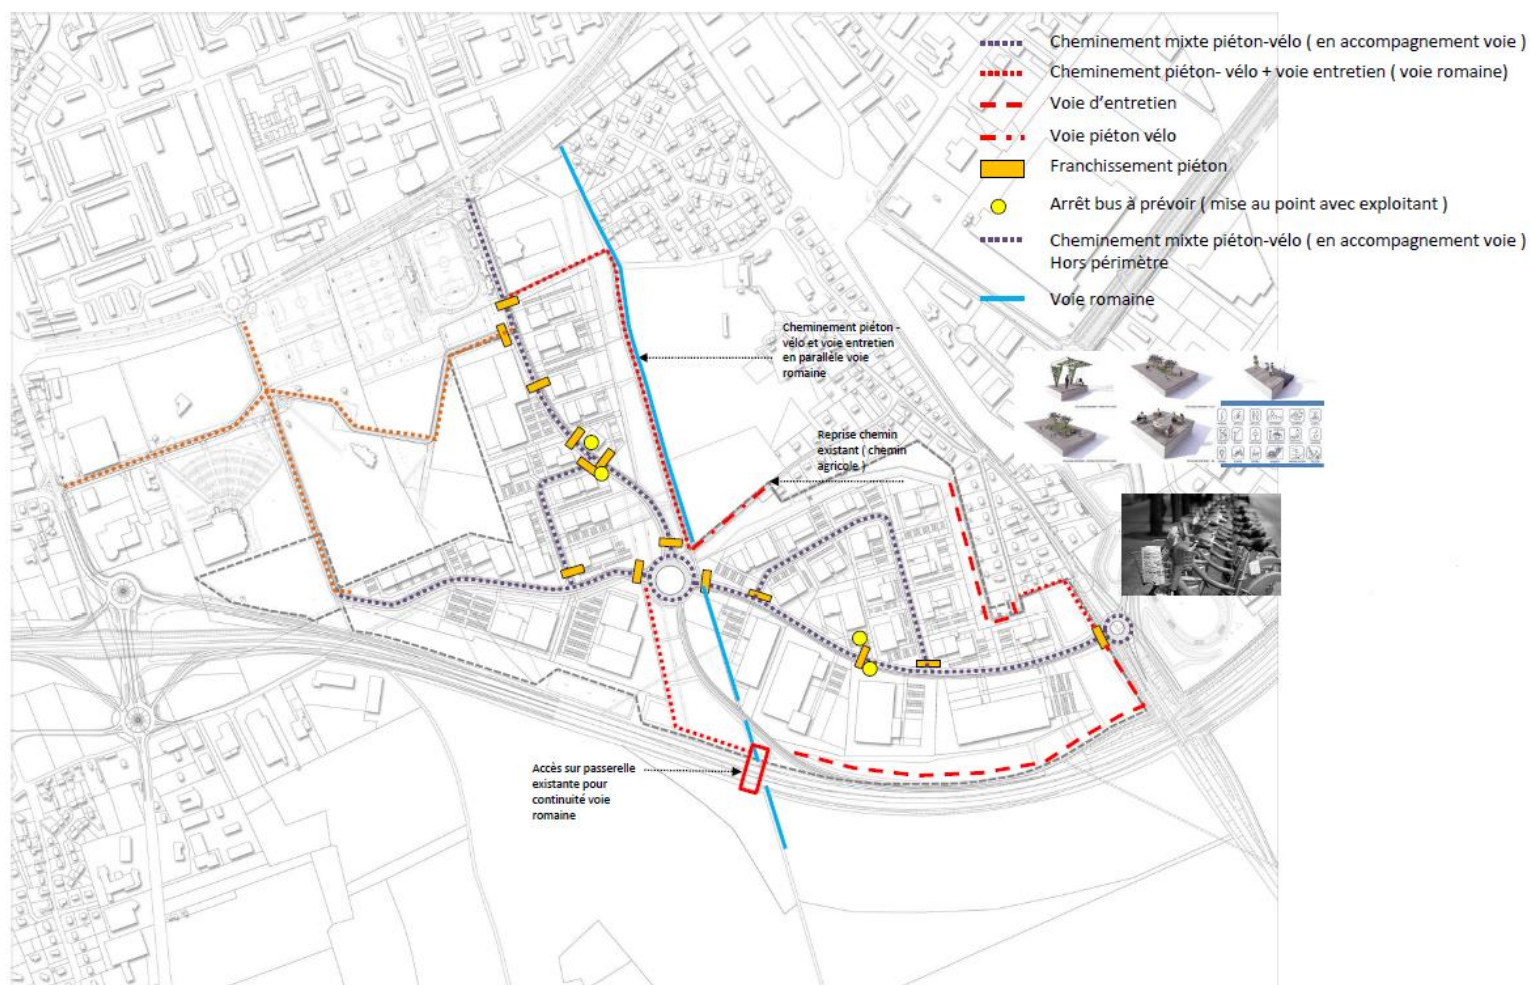 Cheminement mixte piéton-vélo ( en accompagnement voie )
Cheminement piéton- vélo + voie entretien ( voie romaine)
Voie d'entretien
Voie piéton vélo
Franchissement piéton
Arrêt bus à prévoir ( mise au point avec exploitant )
Cheminement mixte piéton-vélo ( en accompagnement voie )
Hors périmètre
Voie romaine
Cheminement piéton -
vélo et voie entretien
en parallèle voie
romaine
Reprise chemin
existant ( chemin
agricole )
Accès sur passerelle
existante pour
continuité voie
romaine